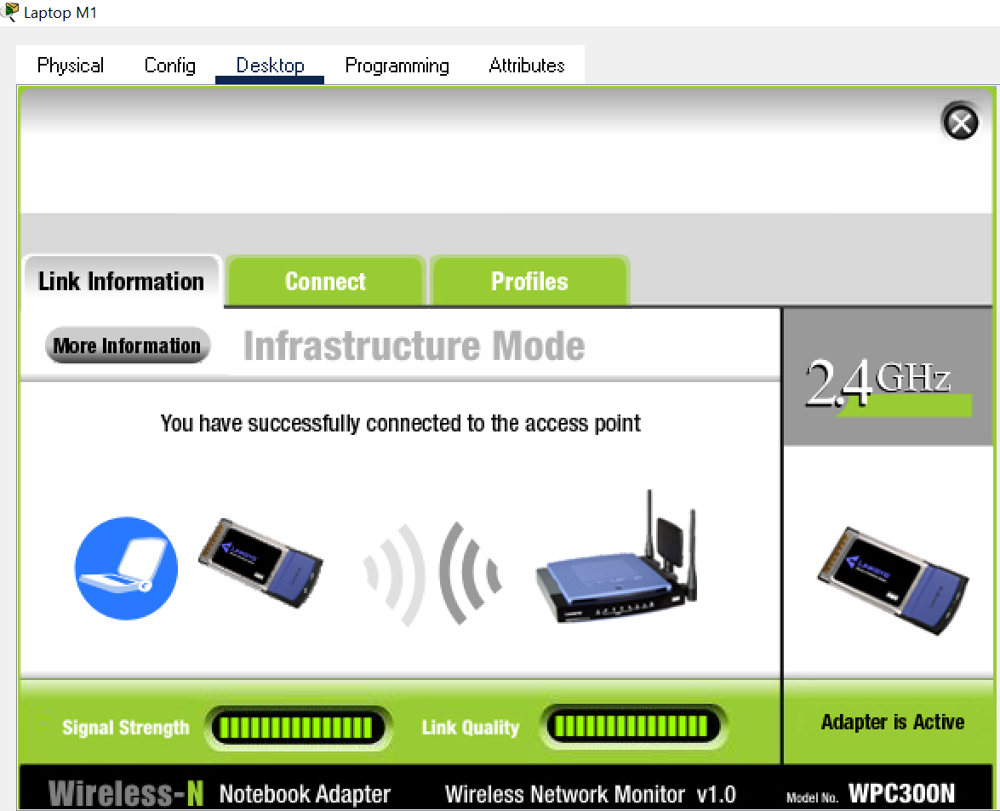 Laptop M1
Physical Config Desktop Programming Attributes
Link Information Connect Profiles
More Information Infrastructure Mode
2.4GHz
You have successfully connected to the access point
LINKSYS
LINKSYS
Signal Strength Link Quality Adapter is Active
Wireless-N Notebook Adapter Wireless Network Monitor v1.0 Model No. WPC300N